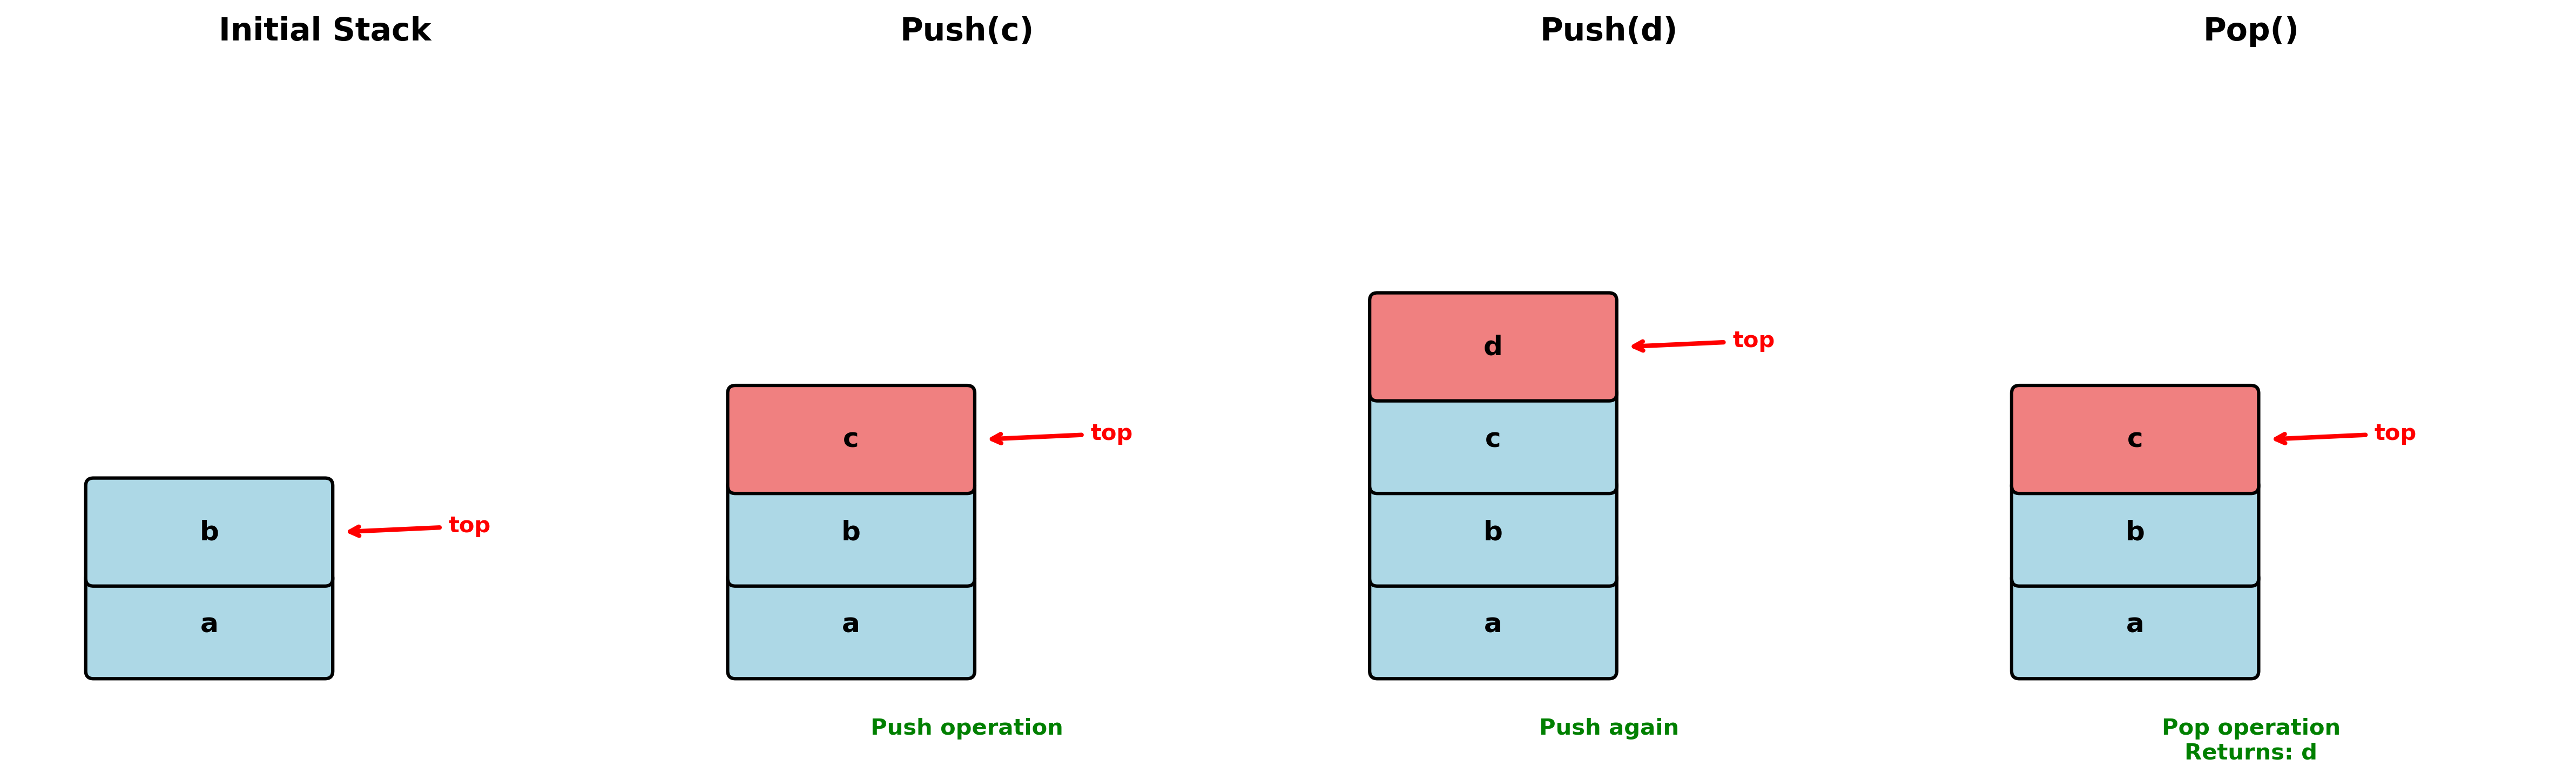 Initial Stack
b
top
a
Push(c)
c
top
b
a
Push operation
Push(d)
d
top
c
b
a
Push again
Pop()
c
top
b
a
Pop operation
Returns: d